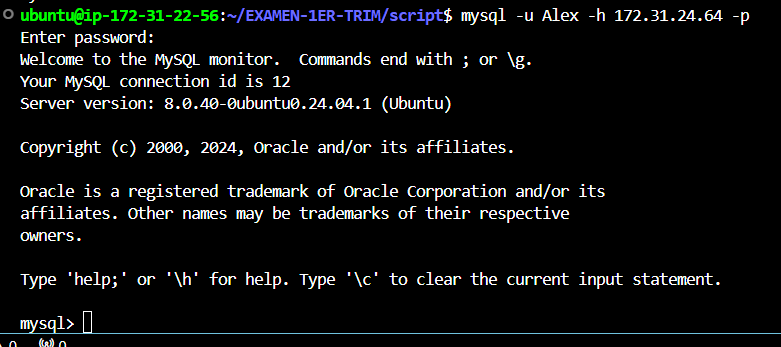 ubuntu@ip-172-31-22-56:~/EXAMEN-1ER-TRIM/script$ mysql -u Alex -h 172.31.24.64 -p
Enter password:
Welcome to the MySQL monitor.  Commands end with ; or \g.
Your MySQL connection id is 12
Server version: 8.0.40-0ubuntu0.24.04.1 (Ubuntu)
Copyright (c) 2000, 2024, Oracle and/or its affiliates.
Oracle is a registered trademark of Oracle Corporation and/or its
affiliates. Other names may be trademarks of their respective
owners.
Type 'help;' or '\h' for help. Type '\c' to clear the current input statement.
mysql>